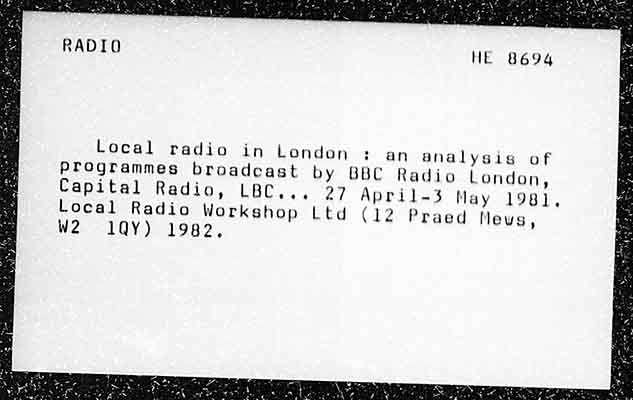 RADIO
HE 8694
Local radio in London : an analysis of
programmes broadcast by BBC Radio London,
Capital Radio, LBC... 27 April-3 May 1981.
Local Radio Workshop Ltd (12 Praed Mews,
W2 1QY) 1982.